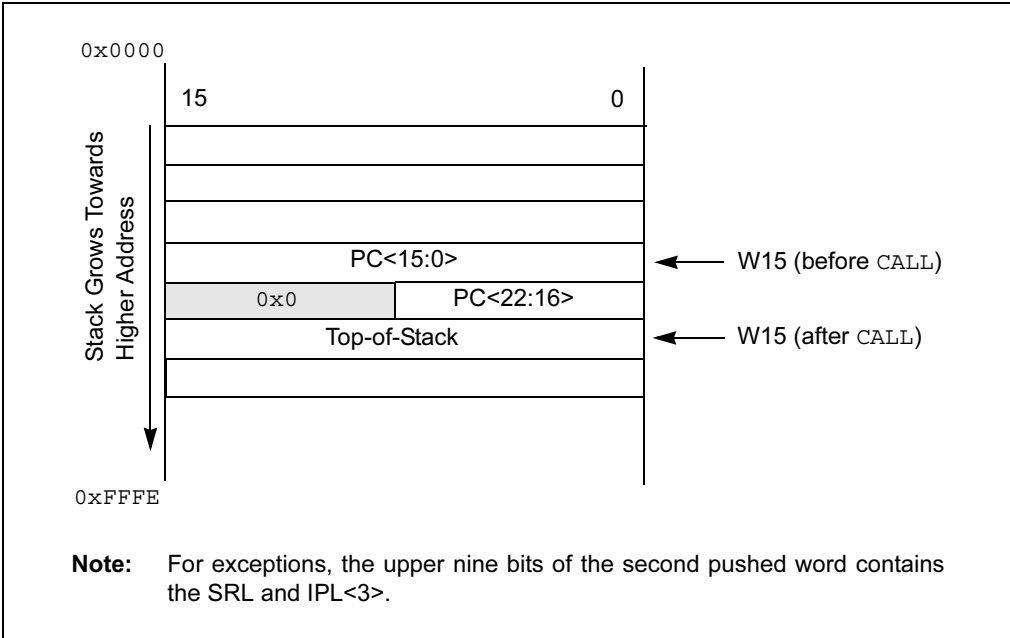 0x0000
15 0
Stack Grows Towards
Higher Address
PC<15:0>
W15 (before CALL)
0x0 PC<22:16>
Top-of-Stack
W15 (after CALL)
0xFFFE
Note: For exceptions, the upper nine bits of the second pushed word contains
the SRL and IPL<3>.